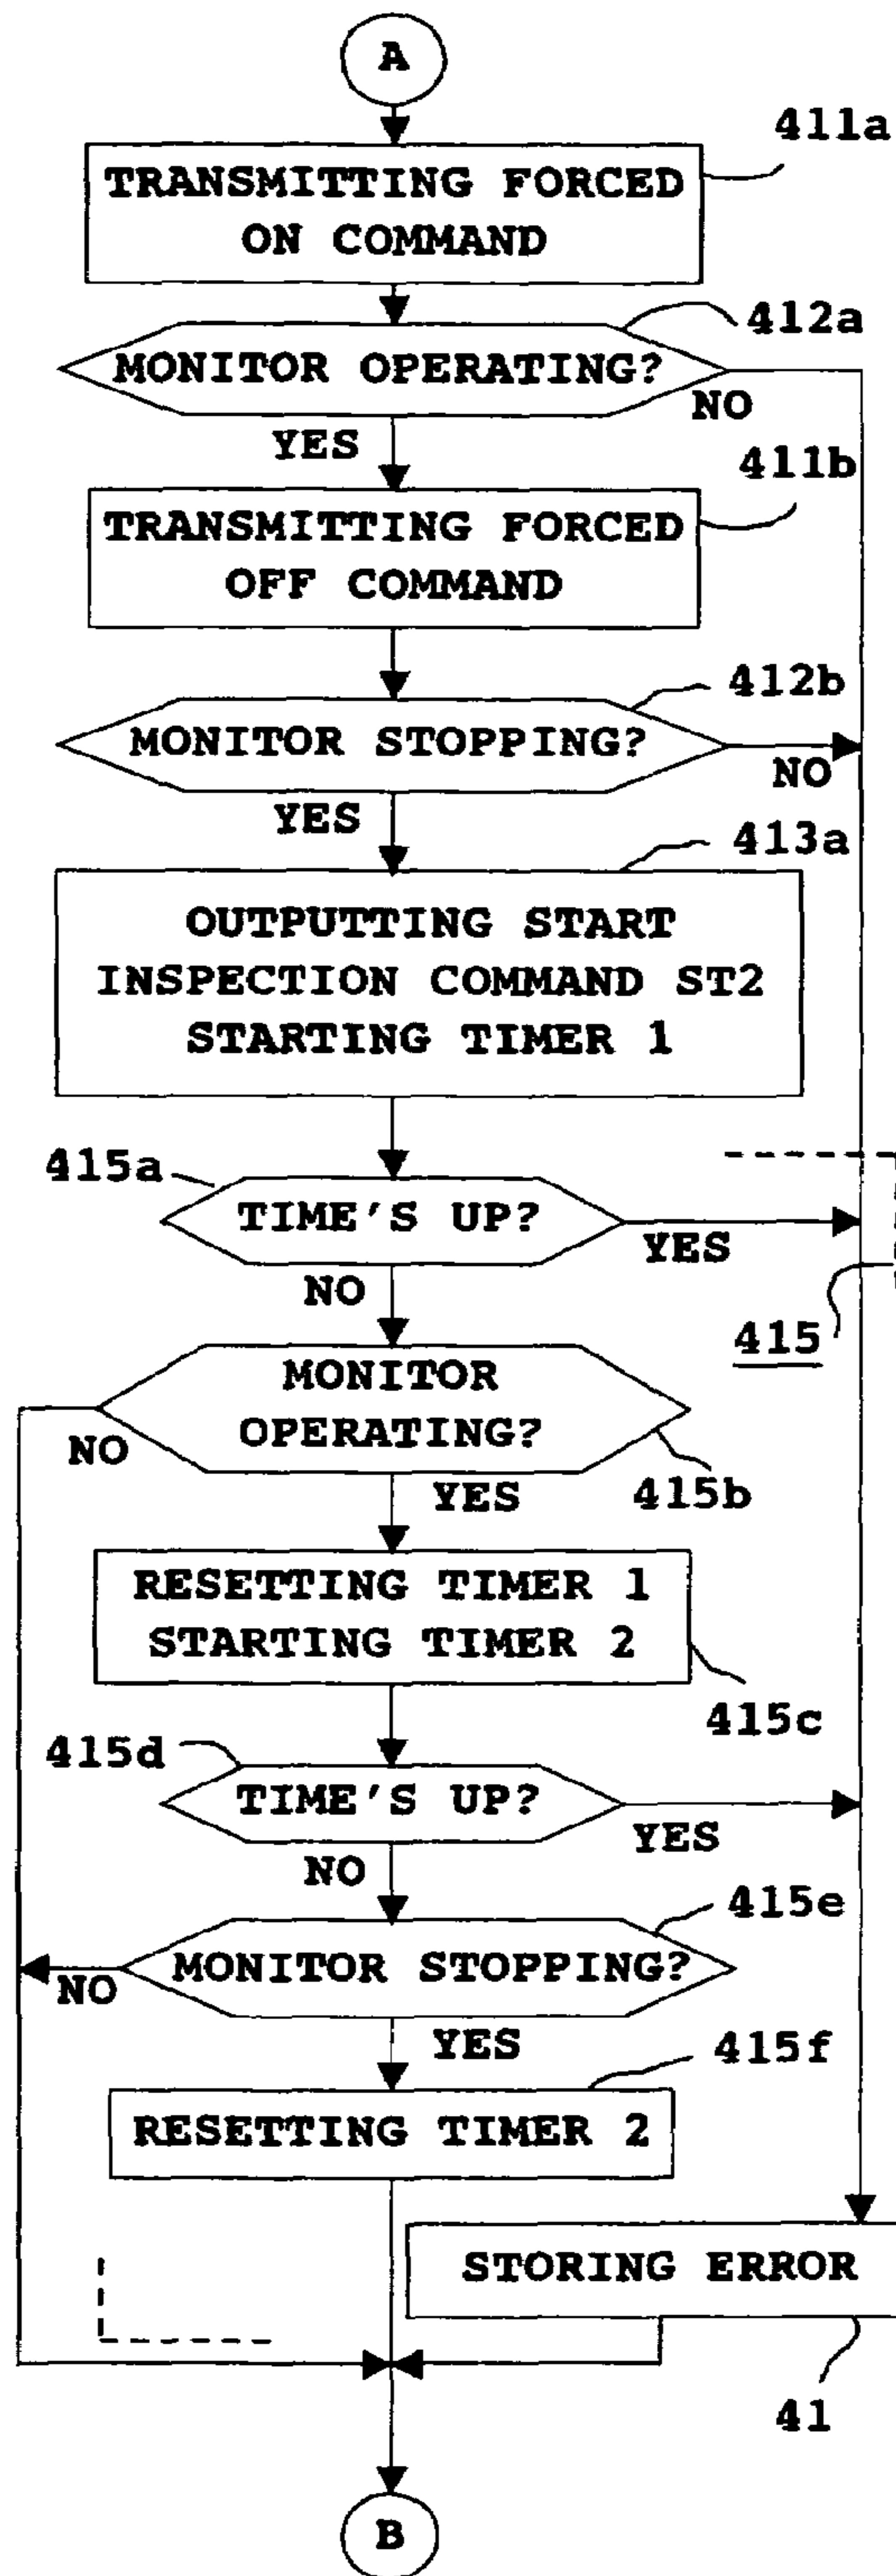 A
411a
TRANSMITTING FORCED
ON COMMAND
412a
MONITOR OPERATING?
NO
YES
411b
TRANSMITTING FORCED
OFF COMMAND
412b
MONITOR STOPPING?
NO
YES
413a
OUTPUTTING START
INSPECTION COMMAND ST2
STARTING TIMER 1
415a
TIME'S UP?
YES
NO
415
MONITOR
OPERATING?
NO
YES
415b
RESETTING TIMER 1
STARTING TIMER 2
415c
415d
TIME'S UP?
YES
NO
415e
MONITOR STOPPING?
NO
YES
415f
RESETTING TIMER 2
STORING ERROR
41
B